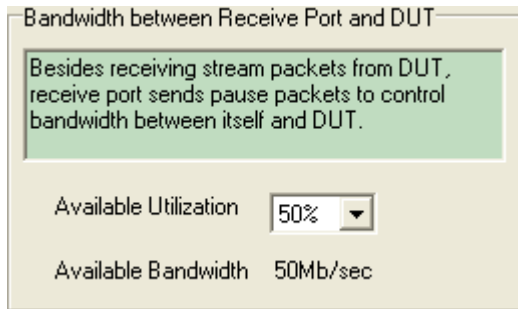 Bandwidth between Receive Port and DUT
Besides receiving stream packets from DUT,
receive port sends pause packets to control
bandwidth between itself and DUT.
Available Utilization 50%
Available Bandwidth 50Mb/sec